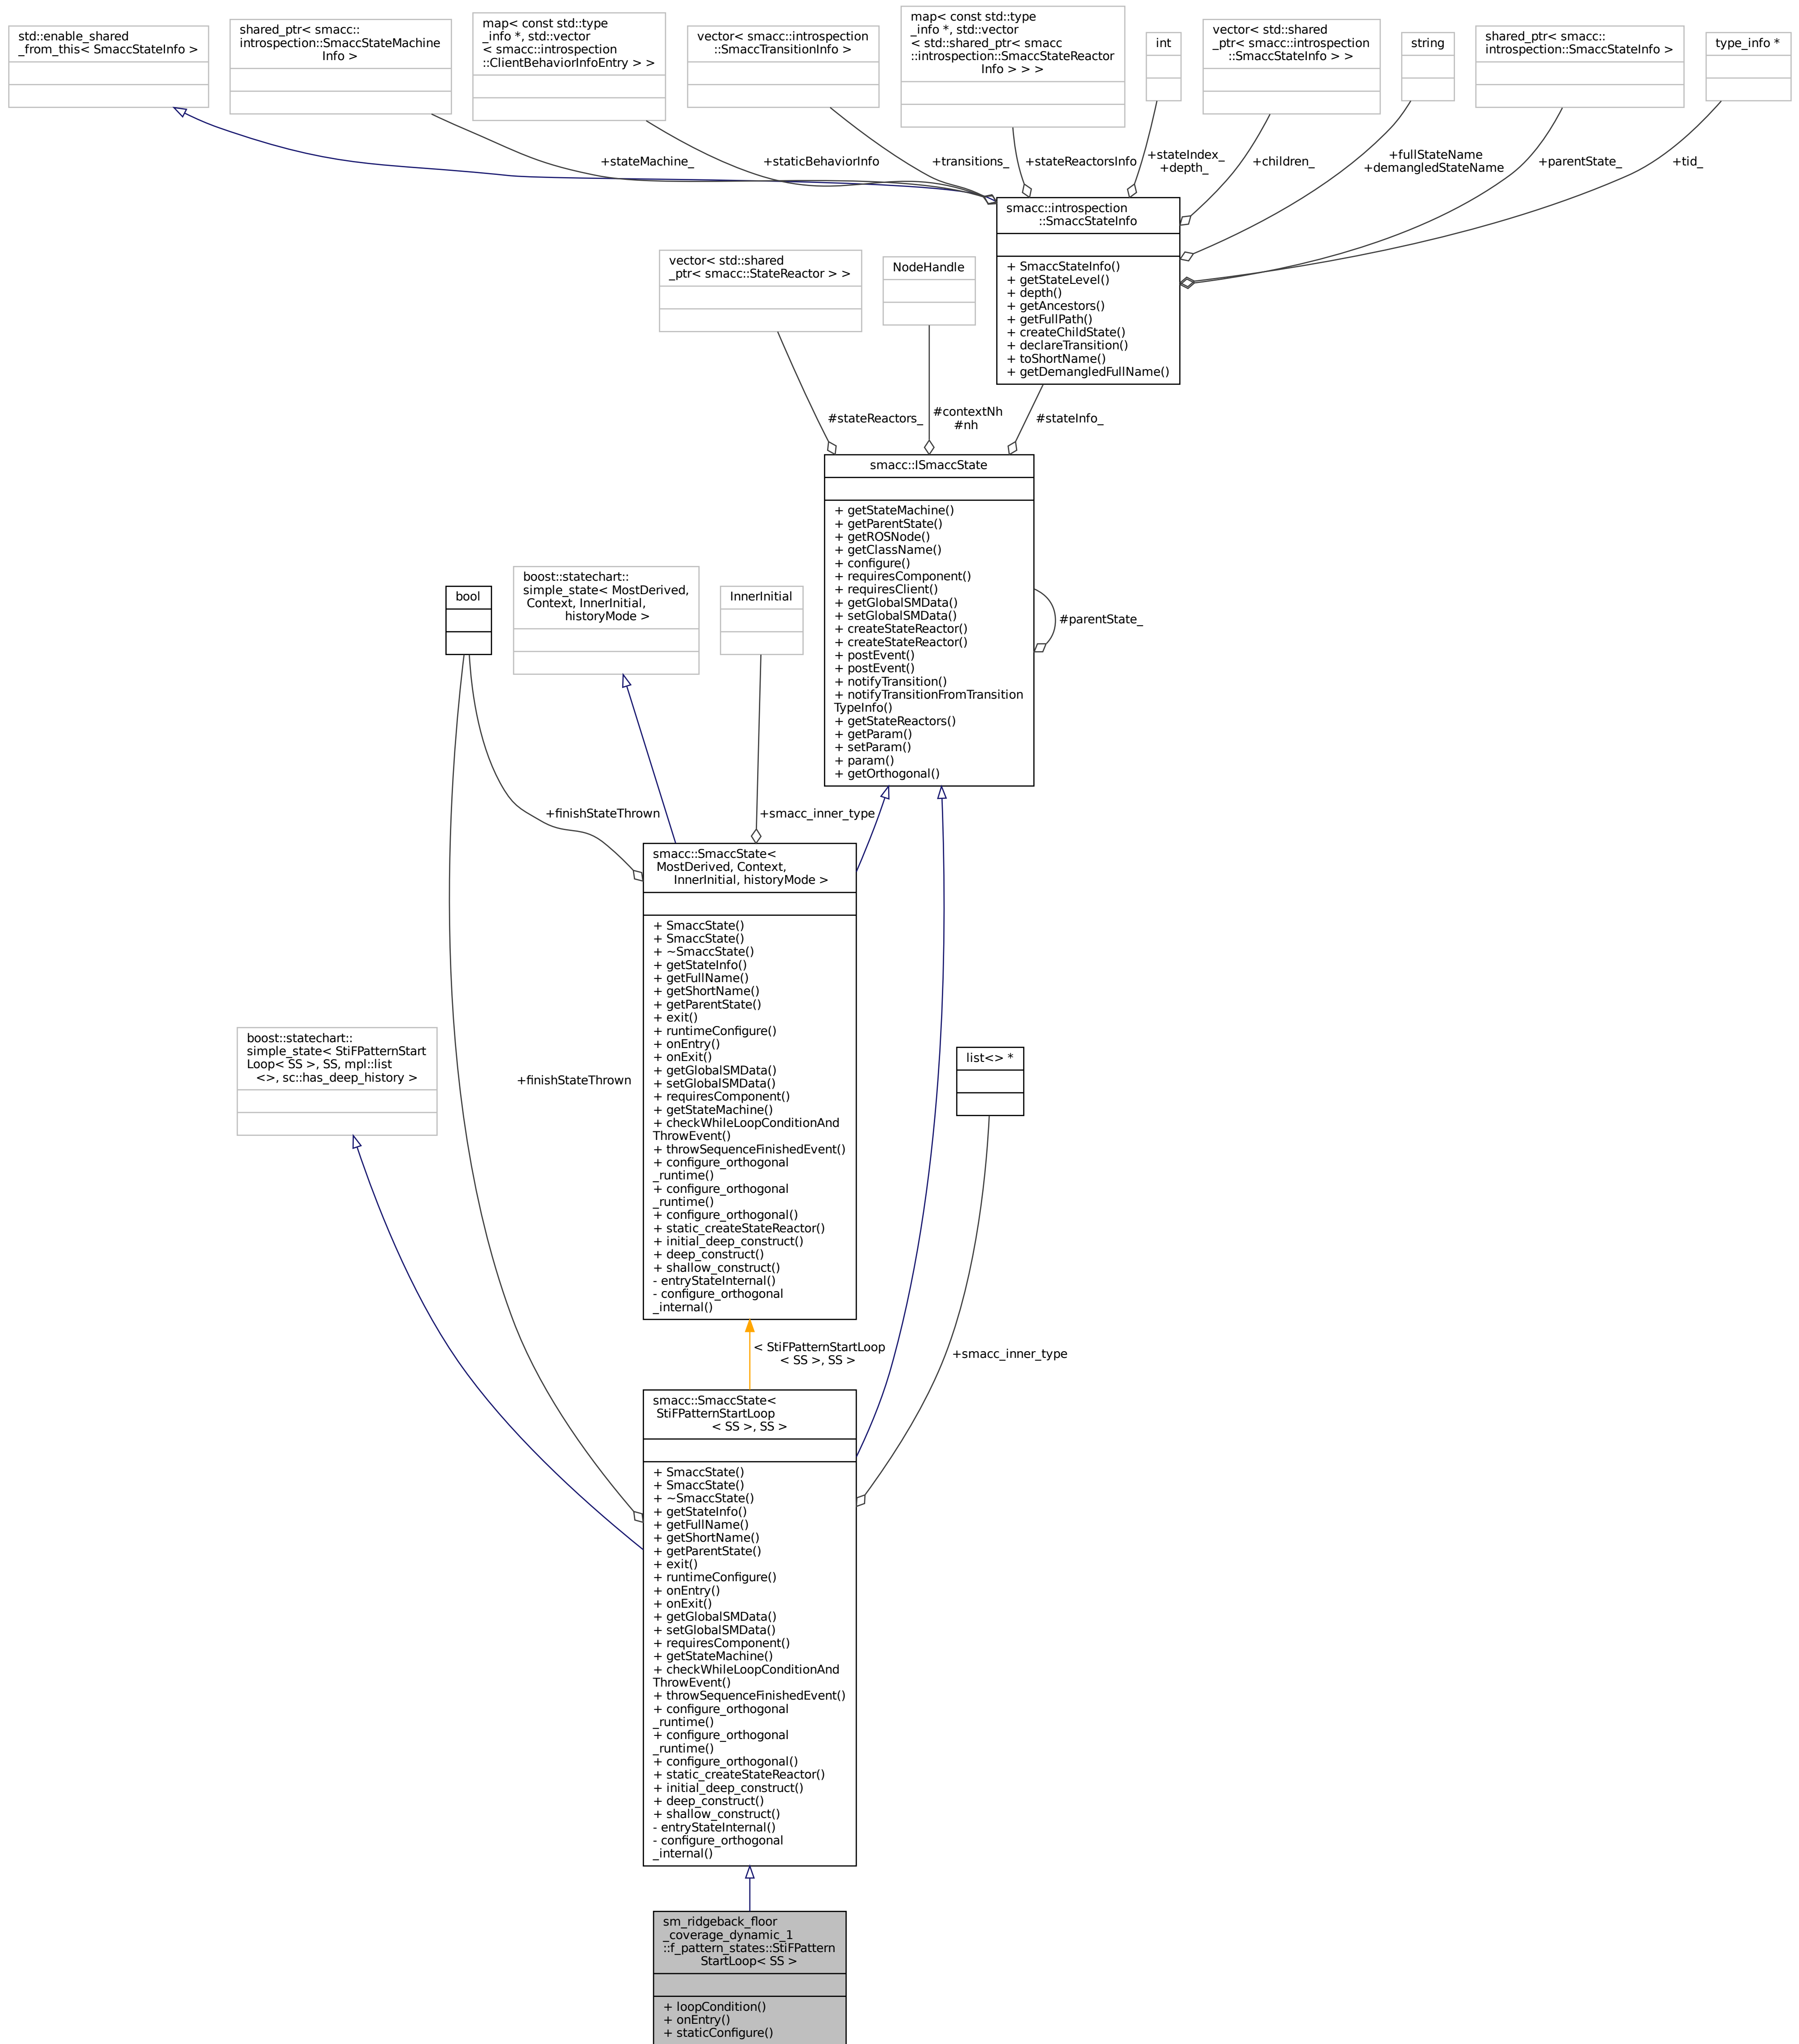 std::enable_shared
_from_this< SmaccStateInfo >
shared_ptr< smacc::
introspection::SmaccStateMachine
Info >
map< const std::type
_info *, std::vector
< smacc::introspection
::ClientBehaviorInfoEntry > >
vector< smacc::introspection
::SmaccTransitionInfo >
map< const std::type
_info *, std::vector
< std::shared_ptr< smacc
::introspection::SmaccStateReactor
Info > > >
int
vector< std::shared
_ptr< smacc::introspection
::SmaccStateInfo > >
string
shared_ptr< smacc::
introspection::SmaccStateInfo >
type_info *
+stateMachine_
+staticBehaviorInfo
+transitions_
+stateReactorsInfo
+stateIndex_
+depth_
+children_
+fullStateName
+demangledStateName
+parentState_
+tid_
smacc::introspection
::SmaccStateInfo
+ SmaccStateInfo()
+ getStateLevel()
+ depth()
+ getAncestors()
+ getFullPath()
+ createChildState()
+ declareTransition()
+ toShortName()
+ getDemangledFullName()
vector< std::shared
_ptr< smacc::StateReactor > >
NodeHandle
#stateReactors_
#contextNh
#nh
#stateInfo_
smacc::ISmaccState
+ getStateMachine()
+ getParentState()
+ getROSNode()
+ getClassName()
+ configure()
+ requiresComponent()
+ requiresClient()
+ getGlobalSMData()
+ setGlobalSMData()
+ createStateReactor()
+ createStateReactor()
+ postEvent()
+ postEvent()
+ notifyTransition()
+ notifyTransitionFromTransition
TypeInfo()
+ getStateReactors()
+ getParam()
+ setParam()
+ param()
+ getOrthogonal()
#parentState_
bool
boost::statechart::
simple_state< MostDerived,
Context, InnerInitial,
historyMode >
InnerInitial
+finishStateThrown
+smacc_inner_type
smacc::SmaccState<
MostDerived, Context,
InnerInitial, historyMode >
+ SmaccState()
+ SmaccState()
+ ~SmaccState()
+ getStateInfo()
+ getFullName()
+ getShortName()
+ getParentState()
+ exit()
+ runtimeConfigure()
+ onEntry()
+ onExit()
+ getGlobalSMData()
+ setGlobalSMData()
+ requiresComponent()
+ getStateMachine()
+ checkWhileLoopConditionAnd
ThrowEvent()
+ throwSequenceFinishedEvent()
+ configure_orthogonal
_runtime()
+ configure_orthogonal
_runtime()
+ configure_orthogonal()
+ static_createStateReactor()
+ initial_deep_construct()
+ deep_construct()
+ shallow_construct()
- entryStateInternal()
- configure_orthogonal
_internal()
boost::statechart::
simple_state< StiFPatternStart
Loop< SS >, SS, mpl::list
<>, sc::has_deep_history >
+finishStateThrown
list<> *
< StiFPatternStartLoop
< SS >, SS >
+smacc_inner_type
smacc::SmaccState<
StiFPatternStartLoop
< SS >, SS >
+ SmaccState()
+ SmaccState()
+ ~SmaccState()
+ getStateInfo()
+ getFullName()
+ getShortName()
+ getParentState()
+ exit()
+ runtimeConfigure()
+ onEntry()
+ onExit()
+ getGlobalSMData()
+ setGlobalSMData()
+ requiresComponent()
+ getStateMachine()
+ checkWhileLoopConditionAnd
ThrowEvent()
+ throwSequenceFinishedEvent()
+ configure_orthogonal
_runtime()
+ configure_orthogonal
_runtime()
+ configure_orthogonal()
+ static_createStateReactor()
+ initial_deep_construct()
+ deep_construct()
+ shallow_construct()
- entryStateInternal()
- configure_orthogonal
_internal()
sm_ridgeback_floor
_coverage_dynamic_1
::f_pattern_states::StiFPattern
StartLoop< SS >
+ loopCondition()
+ onEntry()
+ staticConfigure()